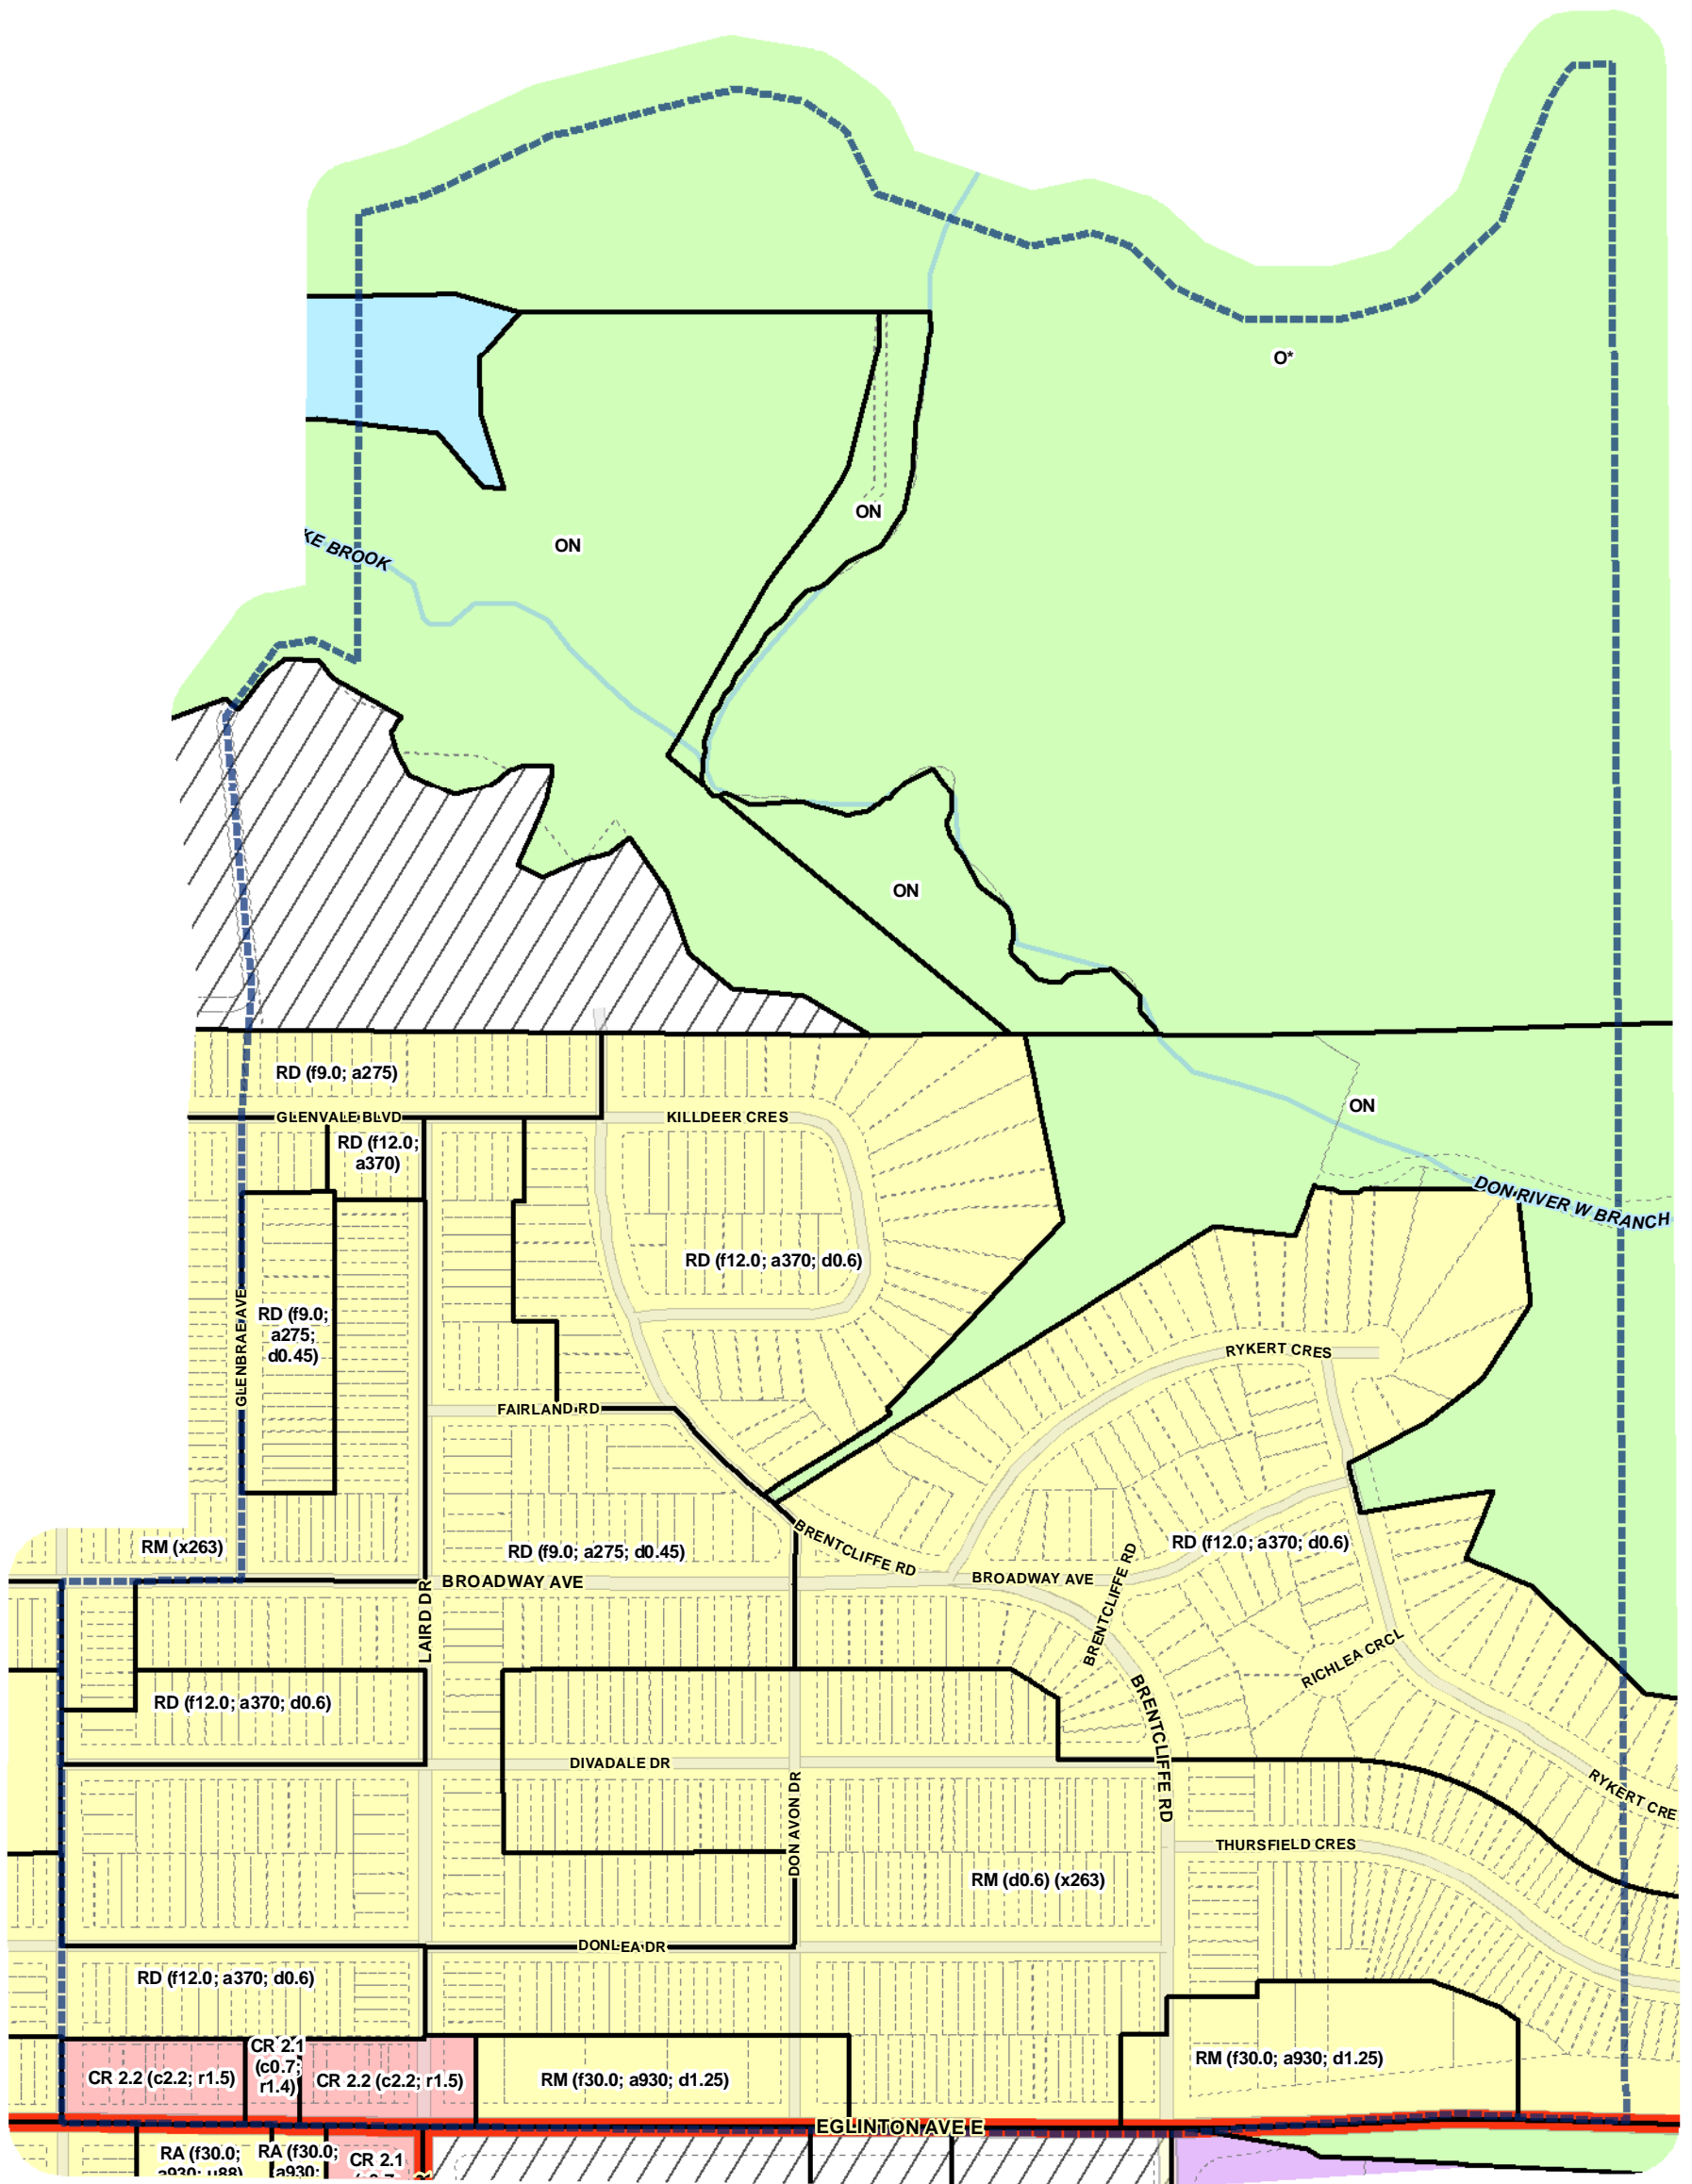 O*
ON
KE BROOK
ON
ON
RD (f9.0; a275)
ON
GLENVALE BLVD
KILLDEER CRES
RD (f12.0;
a370)
DON RIVER W BRANCH
RD (f12.0; a370; d0.6)
GLENBRAE AVE
RD (f9.0;
a275;
d0.45)
RYKERT CRES
FAIRLAND RD
RM (x263)
RD (f9.0; a275; d0.45)
BRENTCLIFFE RD
RD (f12.0; a370; d0.6)
BROADWAY AVE
BROADWAY AVE
BRENTCLIFFE RD
LAIRD DR
RICHLEA CRCL
RD (f12.0; a370; d0.6)
BRENTCLIFFE RD
DIVADALE DR
DON AVON DR
RYKERT CRE
THURSFIELD CRES
RM (d0.6) (x263)
DONLEA DR
RD (f12.0; a370; d0.6)
CR 2.2 (c2.2; r1.5)
CR 2.1
(c0.7;
r1.4)
CR 2.2 (c2.2; r1.5)
RM (f30.0; a930; d1.25)
RM (f30.0; a930; d1.25)
EGLINTON AVE E
RA (f30.0;
a930; u88)
RA (f30.0;
a930;
CR 2.1